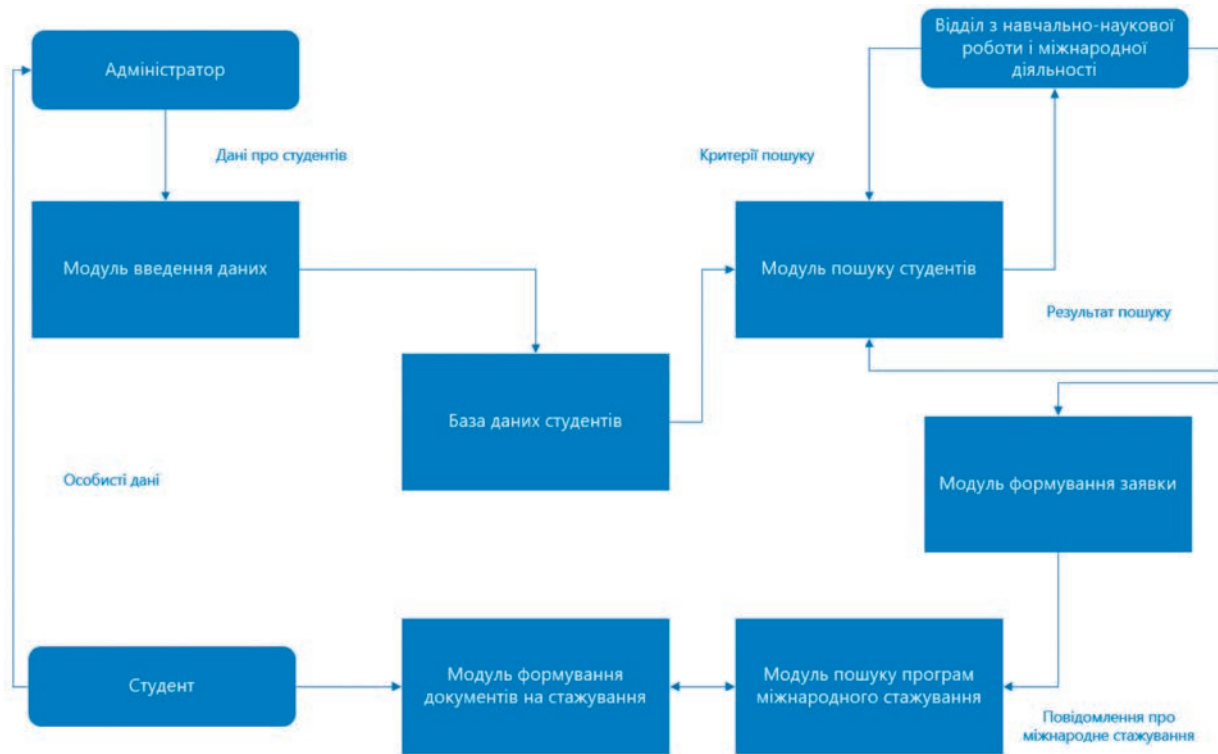 Відділ з навчально-наукової
роботи і міжнародної
діяльності
Адміністратор
Дані про студентів
Критерії пошуку
Модуль введення даних
Модуль пошуку студентів
Результат пошуку
База даних студентів
Особисті дані
Модуль формування заявки
Студент
Модуль формування
документів на стажування
Модуль пошуку програм
міжнародного стажування
Повідомлення про
міжнародне стажування